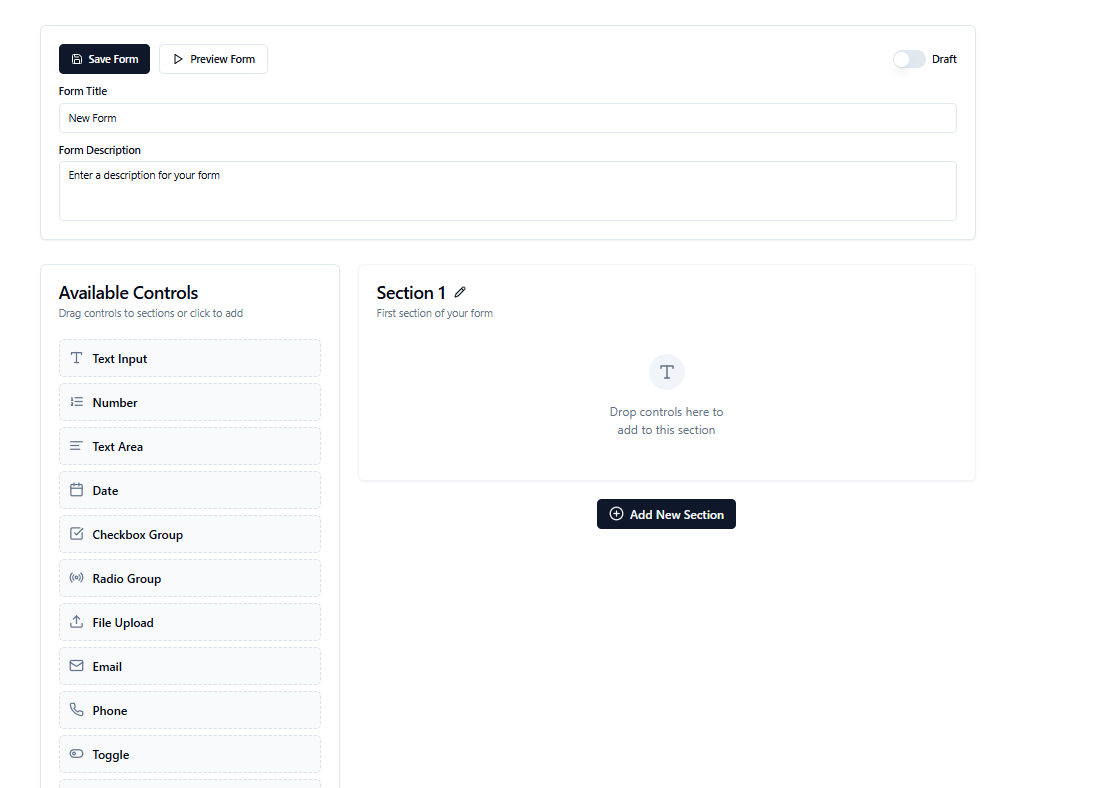 Save Form
Preview Form
Draft
Form Title
New Form
Form Description
Enter a description for your form
Available Controls
Drag controls to sections or click to add
Text Input
Number
Text Area
Date
Checkbox Group
Radio Group
File Upload
Email
Phone
Toggle
Section 1
First section of your form
Drop controls here to
add to this section
Add New Section